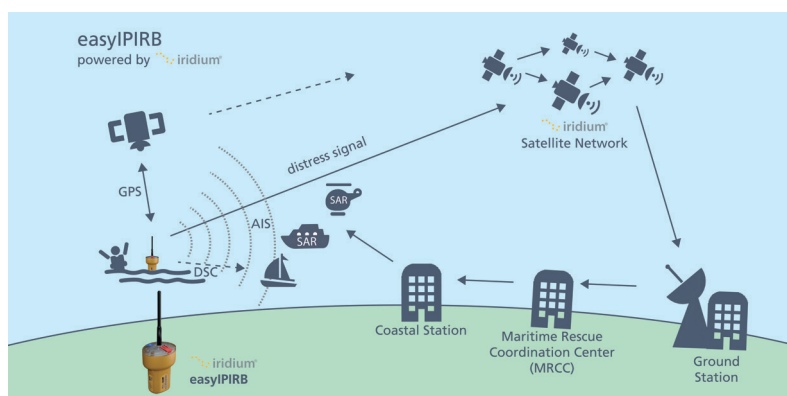 easyIPIRB
powered by iridium®
iridium®
Satellite Network
distress signal
GPS
AIS
SAR
SAR
DSC
Coastal Station
Maritime Rescue
Coordination Center
(MRCC)
Ground
Station
iridium®
easyIPIRB